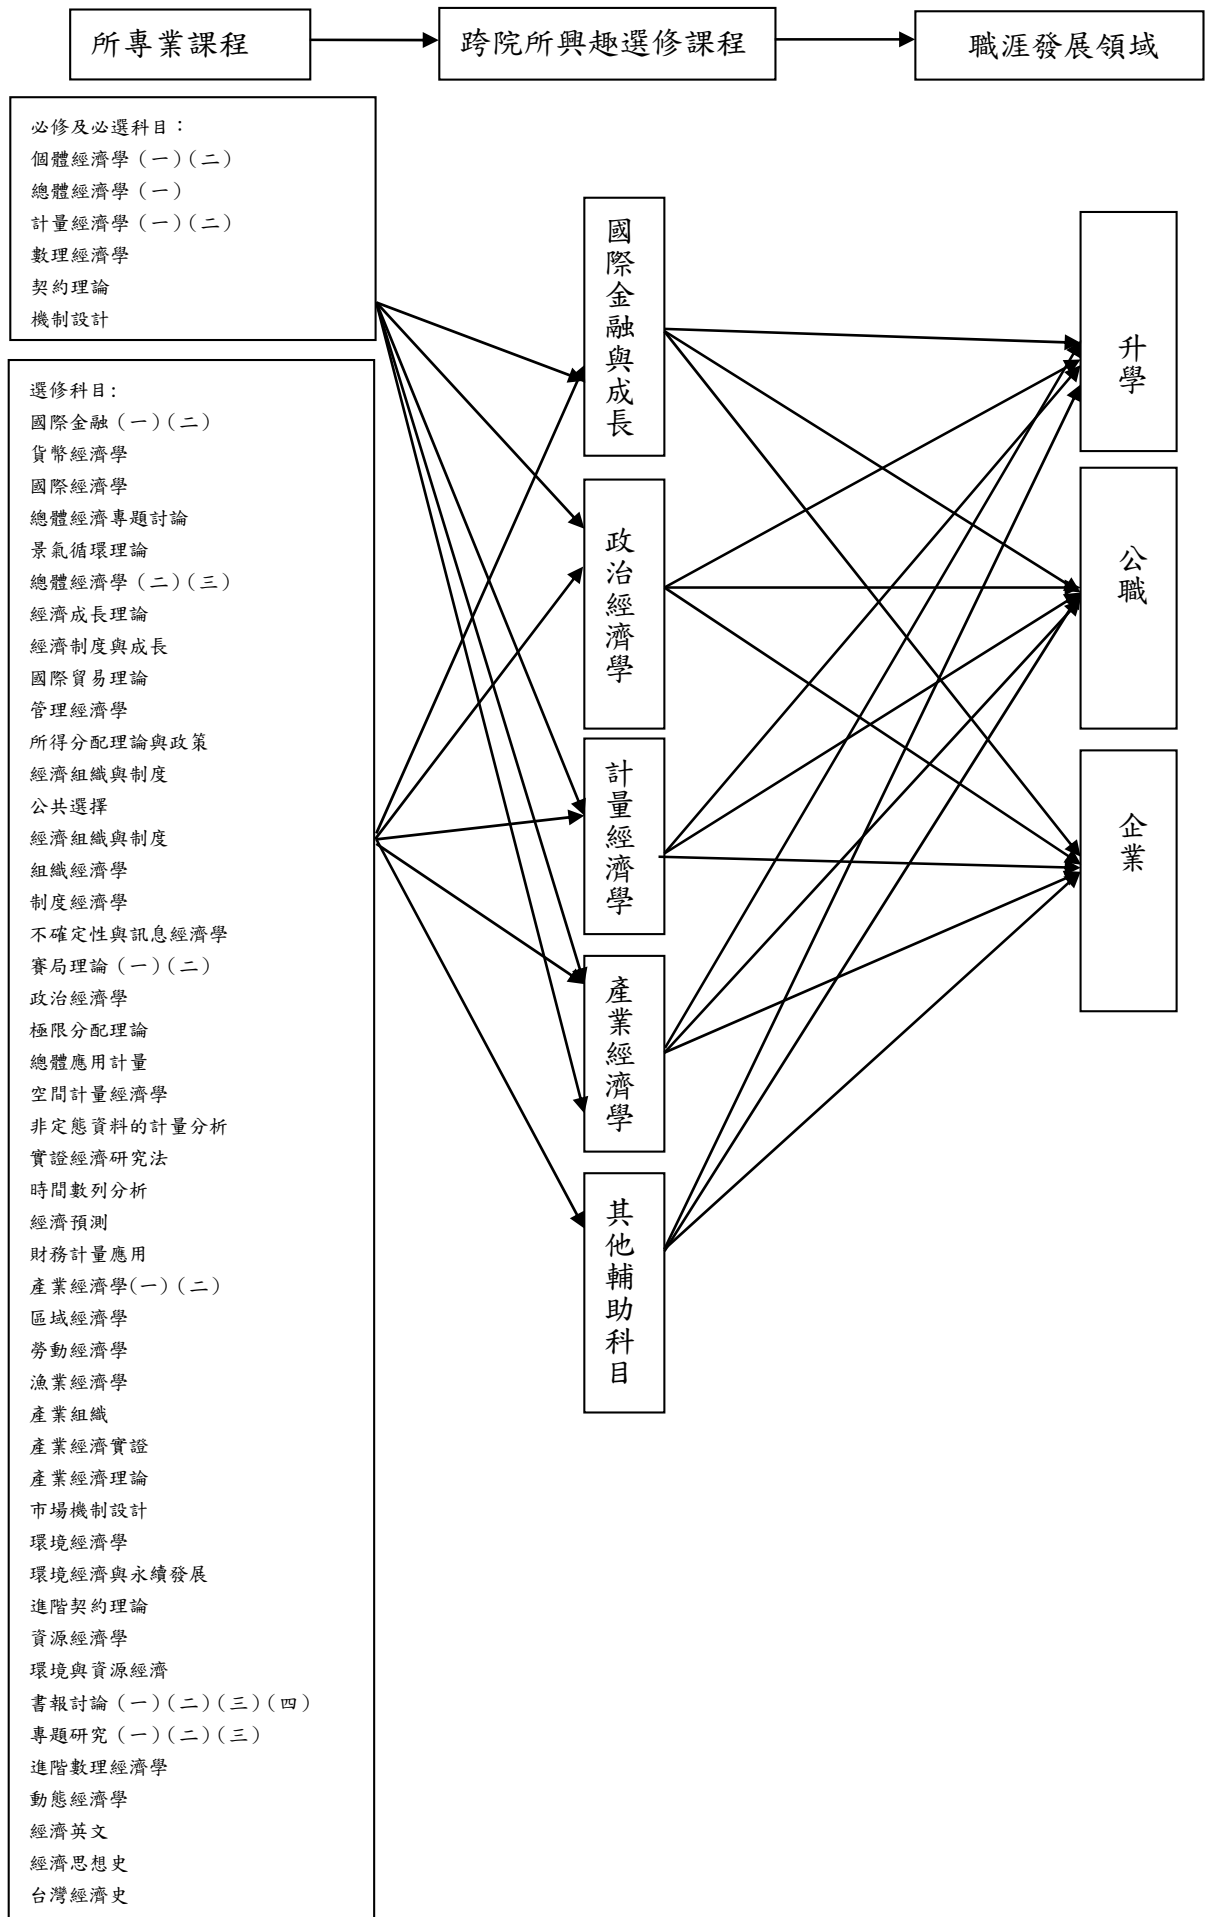 所專業課程
跨院所興趣選修課程
職涯發展領域
必修及必選科目：
個體經濟學（一）（二）
總體經濟學（一）
計量經濟學（一）（二）
數理經濟學
契約理論
機制設計
選修科目：
國際金融（一）（二）
貨幣經濟學
國際經濟學
總體經濟專題討論
景氣循環理論
總體經濟學（二）（三）
經濟成長理論
經濟制度與成長
國際貿易理論
管理經濟學
所得分配理論與政策
經濟組織與制度
公共選擇
經濟組織與制度
組織經濟學
制度經濟學
不確定性與訊息經濟學
賽局理論（一）（二）
政治經濟學
極限分配理論
總體應用計量
空間計量經濟學
非定態資料的計量分析
實證經濟研究法
時間數列分析
經濟預測
財務計量應用
產業經濟學(一)（二）
區域經濟學
勞動經濟學
漁業經濟學
產業組織
產業經濟實證
產業經濟理論
市場機制設計
環境經濟學
環境經濟與永續發展
進階契約理論
資源經濟學
環境與資源經濟
書報討論（一）（二）（三）（四）
專題研究（一）（二）（三）
進階數理經濟學
動態經濟學
經濟英文
經濟思想史
台灣經濟史
國際金融與成長
政治經濟學
計量經濟學
產業經濟學
其他輔助科目
升學
公職
企業